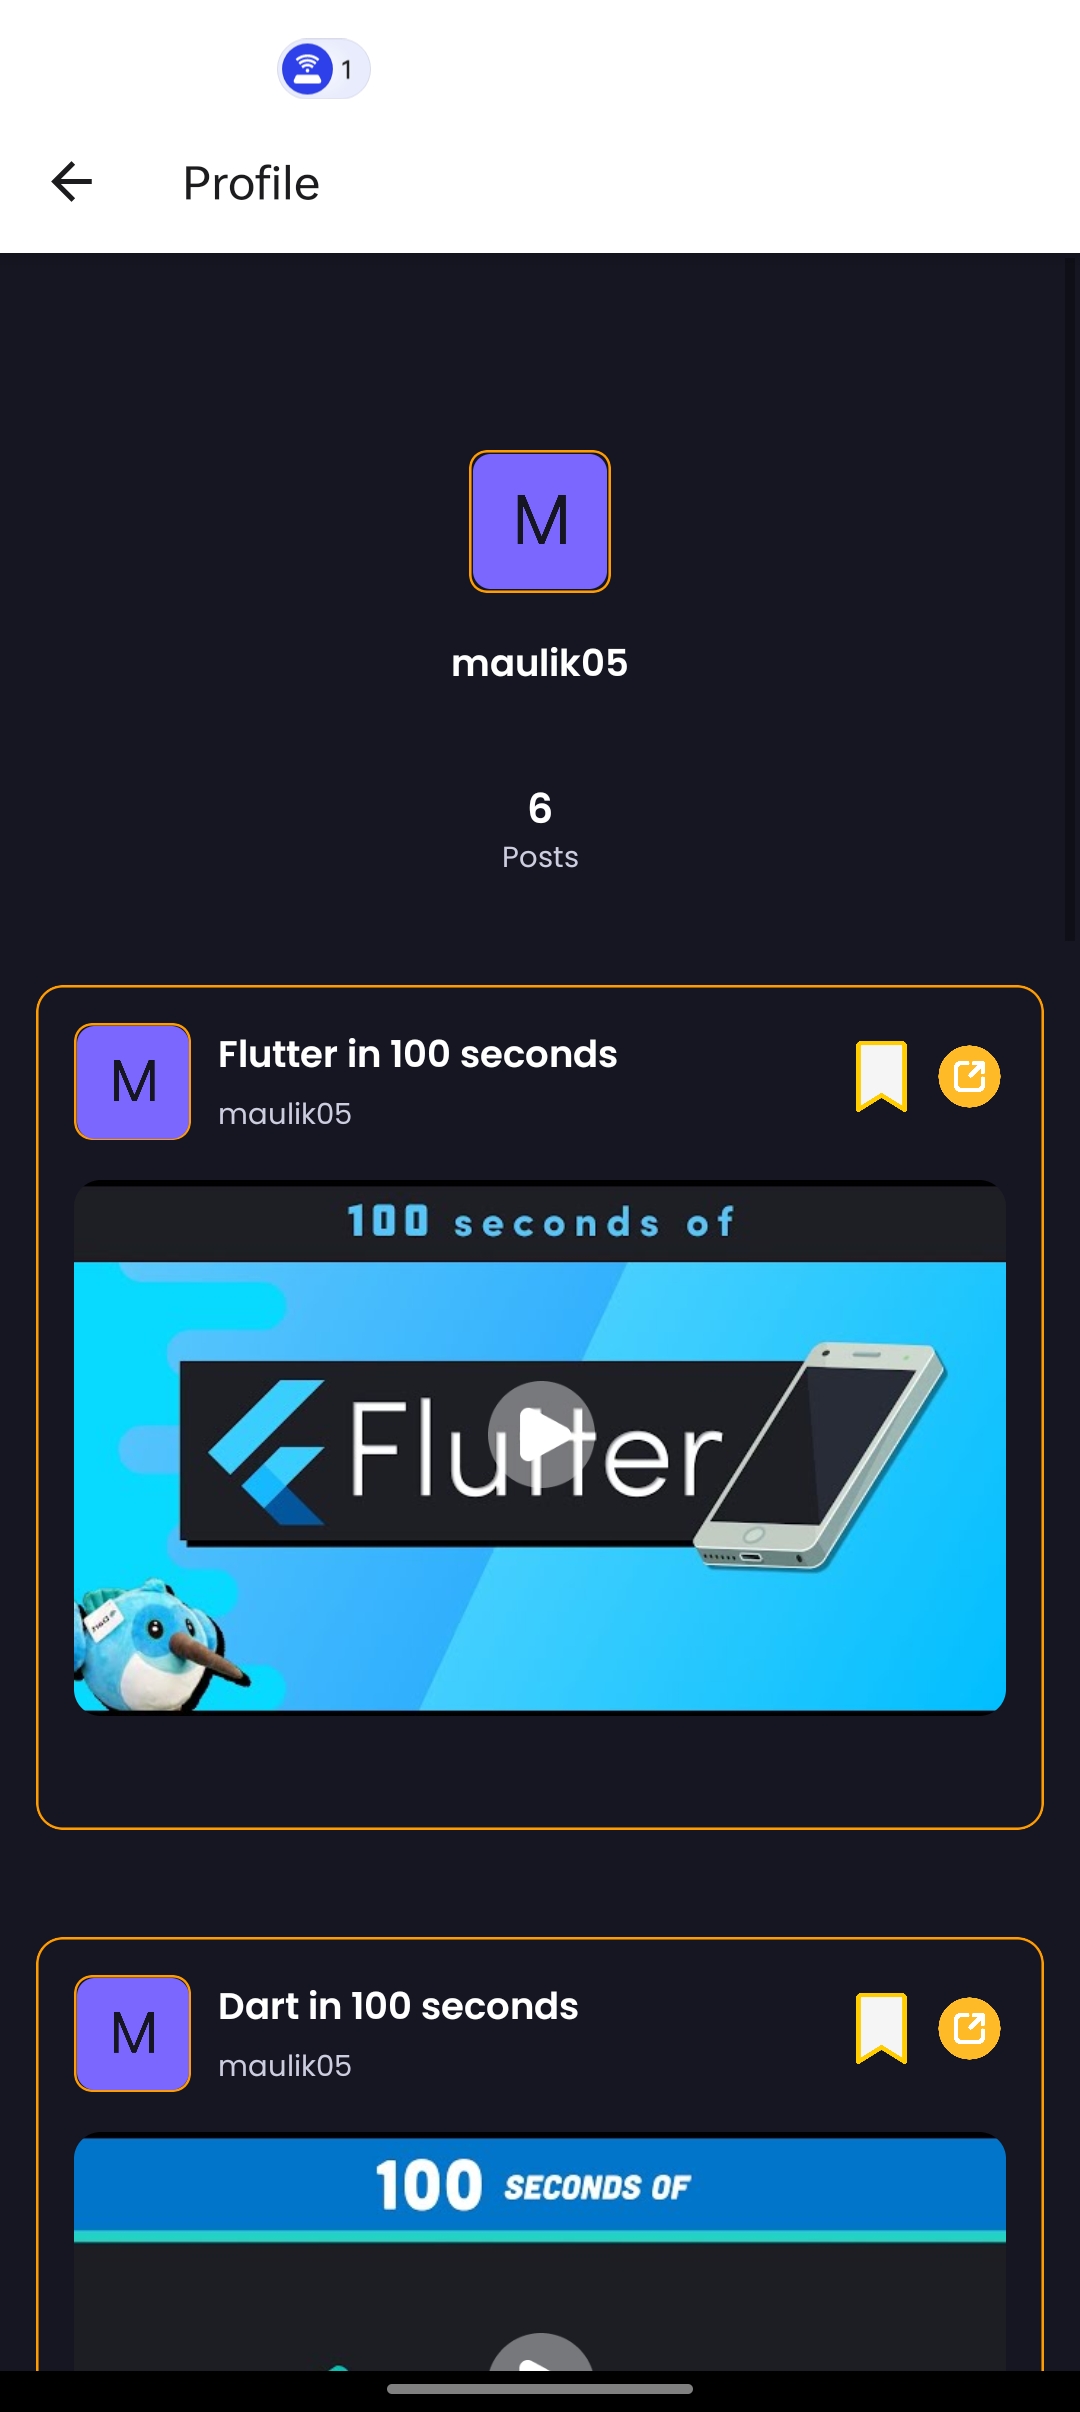 1
Profile
M
maulik05
6
Posts
M
Flutter in 100 seconds
maulik05
100 seconds of
Flutter
M
Dart in 100 seconds
maulik05
100 SECONDS OF